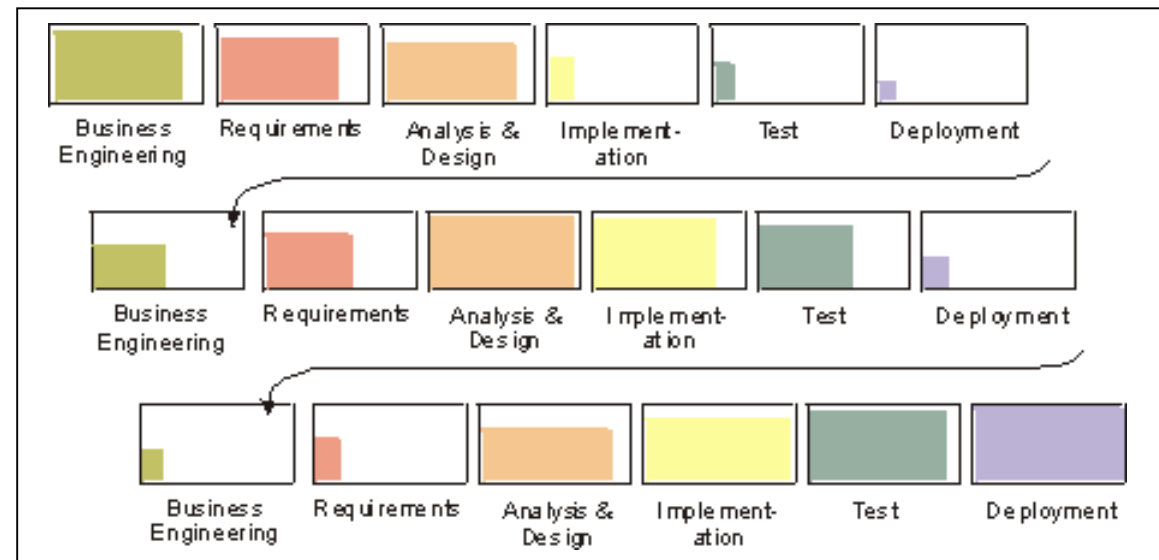 Business
Engineering
Requirements
Analysis &
Design
Implement-
ation
Test
Deployment
Business
Engineering
Requirements
Analysis &
Design
Implement-
ation
Test
Deployment
Business
Engineering
Requirements
Analysis &
Design
Implement-
ation
Test
Deployment